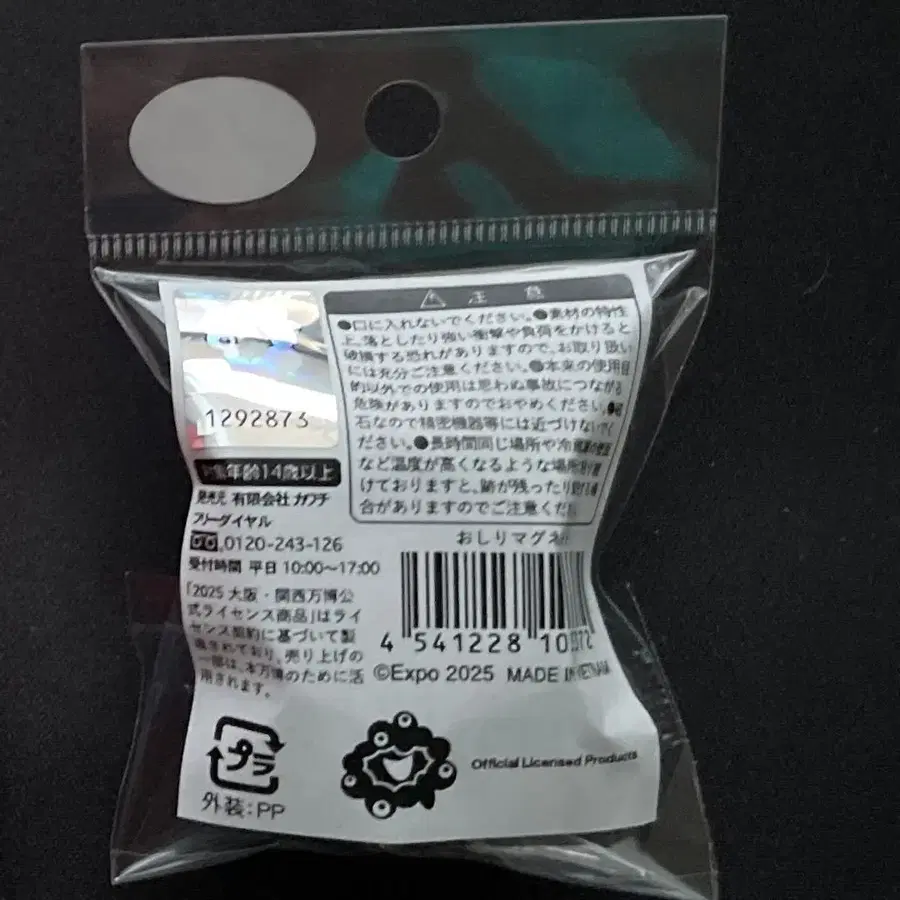 ⚠ 注意
●口に入れないでください。●素材の特性
上、落としたり強い衝撃や負荷をかけると
破損する恐れがありますので、お取り扱い
には充分ご注意ください。●本来の使用目
的以外での使用は思わぬ事故につながる
危険がありますのでおやめください。●磁
石なので精密機器等には近づけないでく
ださい。●長時間同じ場所や冷
など温度が高くなるような場所
けておりますと、跡が残ったり
合がありますのでご注意くだ
1292873
対象年齢14歳以上
発売元 有限会社カワチ
フリーダイヤル
0120-243-126
受付時間 平日 10:00～17:00
「2025 大阪・関西万博公
式ライセンス商品」はライ
センス契約に基づいて製
造されており、売り上げの
一部は、本万博のために活
用されます。
おしりマグネ
4 541228 10
©Expo 2025 MADE IN VIETNAM
プラ
外装:PP
Official Licensed Products